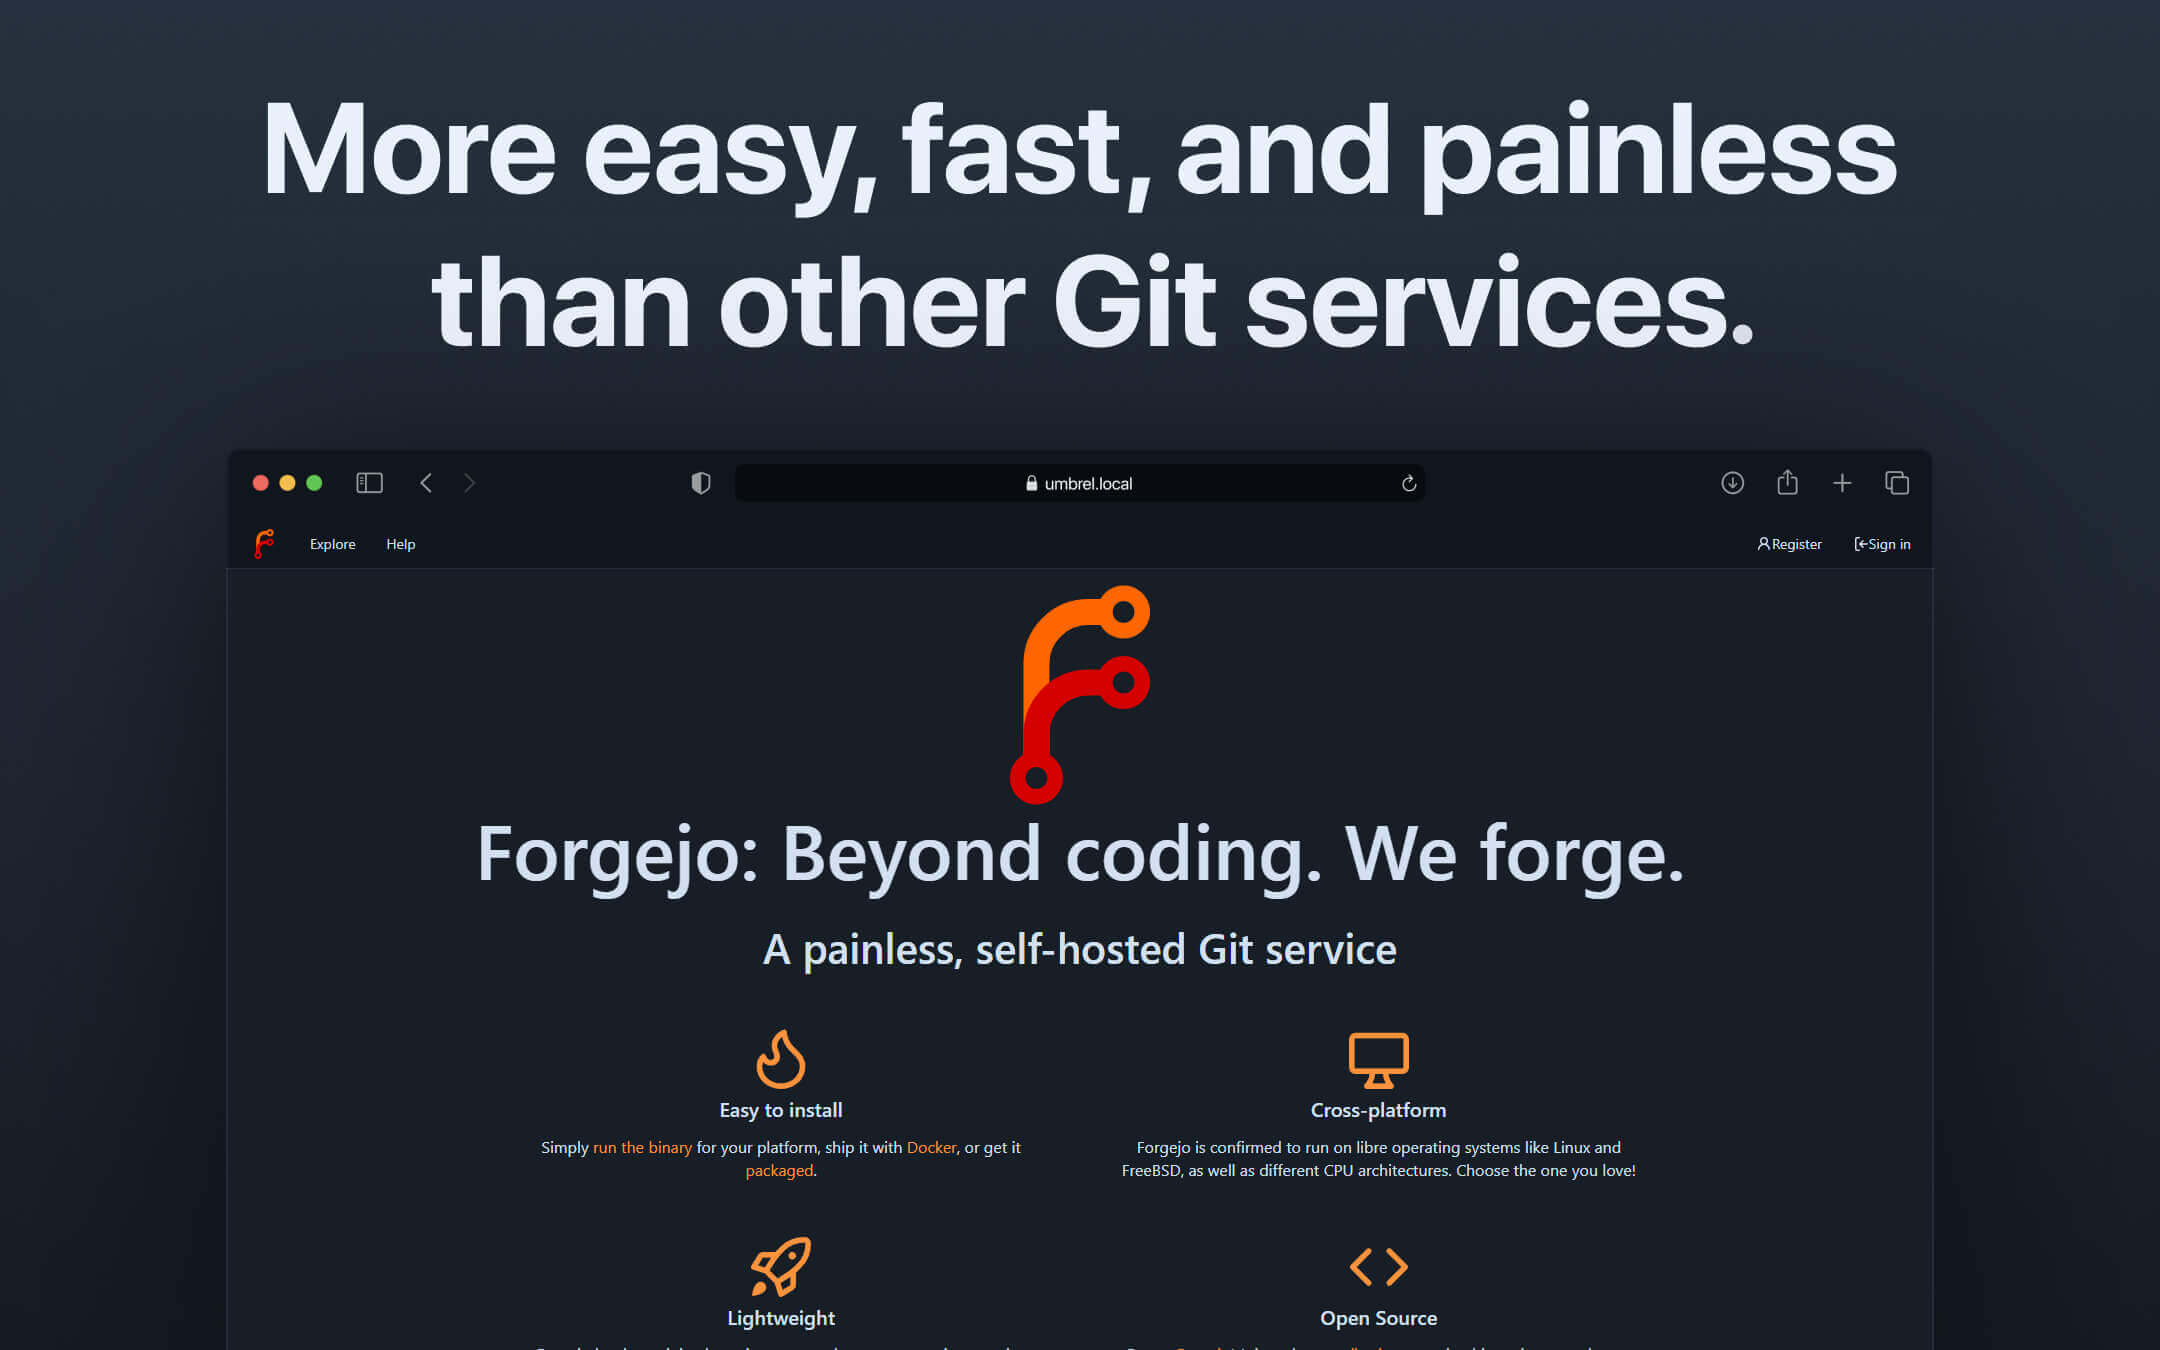 More easy, fast, and painless
than other Git services.
umbrel.local
Explore Help Register Sign in
Forgejo: Beyond coding. We forge.
A painless, self-hosted Git service
Easy to install
Simply run the binary for your platform, ship it with Docker, or get it
packaged.
Cross-platform
Forgejo is confirmed to run on libre operating systems like Linux and
FreeBSD, as well as different CPU architectures. Choose the one you love!
Lightweight
Open Source